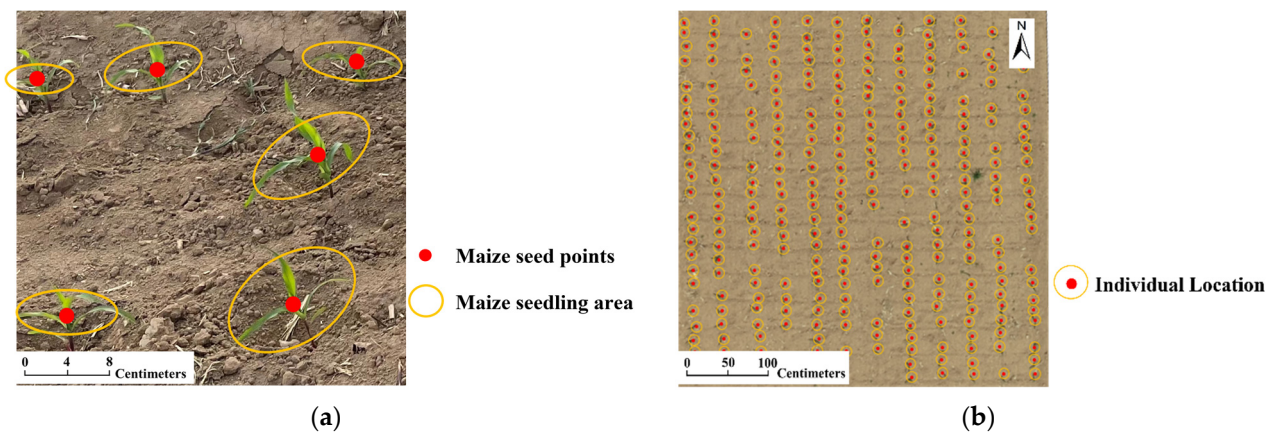 N
Maize seed points
Maize seedling area
Individual Location
0 4 8
Centimeters
0 50 100
Centimeters
(a)
(b)